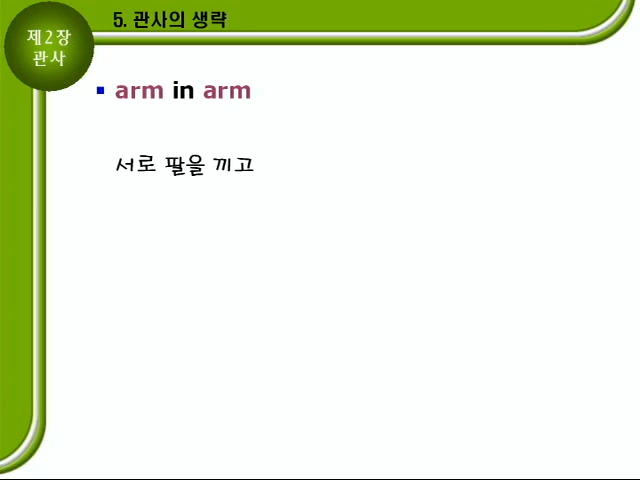 5. 관사의 생략
제2장
관사
arm in arm
서로 팔을 끼고